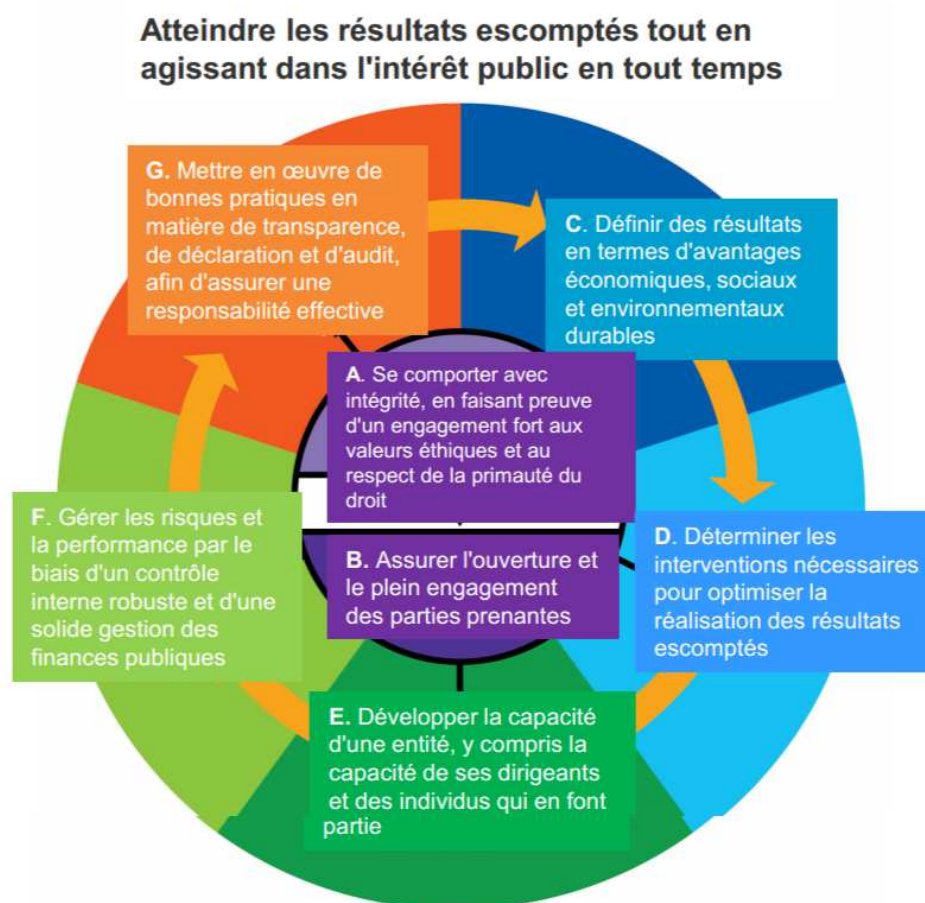 Atteindre les résultats escomptés tout en
agissant dans l'intérêt public en tout temps
G. Mettre en œuvre de
bonnes pratiques en
matière de transparence,
de déclaration et d'audit,
afin d'assurer une
responsabilité effective
C. Définir des résultats
en termes d'avantages
économiques, sociaux
et environnementaux
durables
A. Se comporter avec
intégrité, en faisant preuve
d'un engagement fort aux
valeurs éthiques et au
respect de la primauté du
droit
B. Assurer l'ouverture et
le plein engagement
des parties prenantes
F. Gérer les risques et
la performance par le
biais d'un contrôle
interne robuste et d'une
solide gestion des
finances publiques
D. Déterminer les
interventions nécessaires
pour optimiser la
réalisation des résultats
escomptés
E. Développer la capacité
d'une entité, y compris la
capacité de ses dirigeants
et des individus qui en font
partie